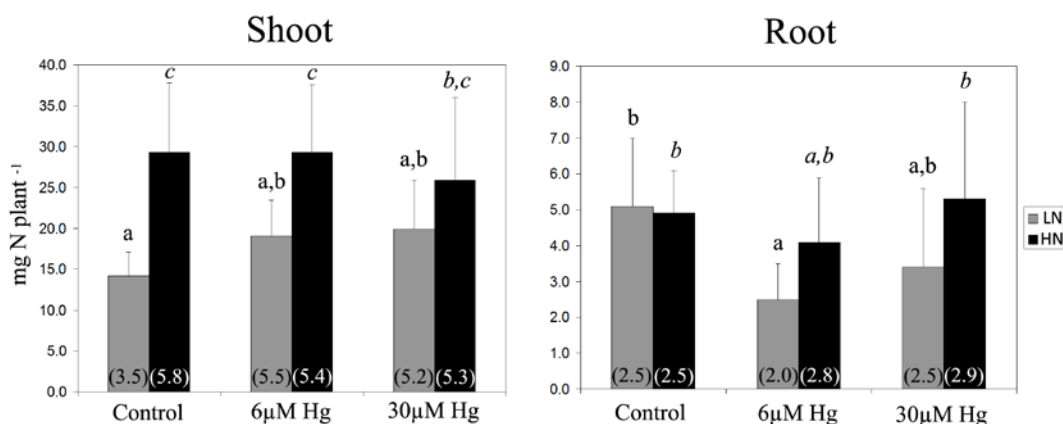 Shoot
mg N plant -1
40.0
35.0
30.0
25.0
20.0
15.0
10.0
5.0
0.0
a
c
a,b
c
a,b
b,c
(3.5)
(5.8)
(5.5)
(5.4)
(5.2)
(5.3)
Control
6µM Hg
30µM Hg
Root
9.0
8.0
7.0
6.0
5.0
4.0
3.0
2.0
1.0
0.0
b
b
a
a,b
a,b
b
(2.5)
(2.5)
(2.0)
(2.8)
(2.5)
(2.9)
Control
6µM Hg
30µM Hg
LN
HN